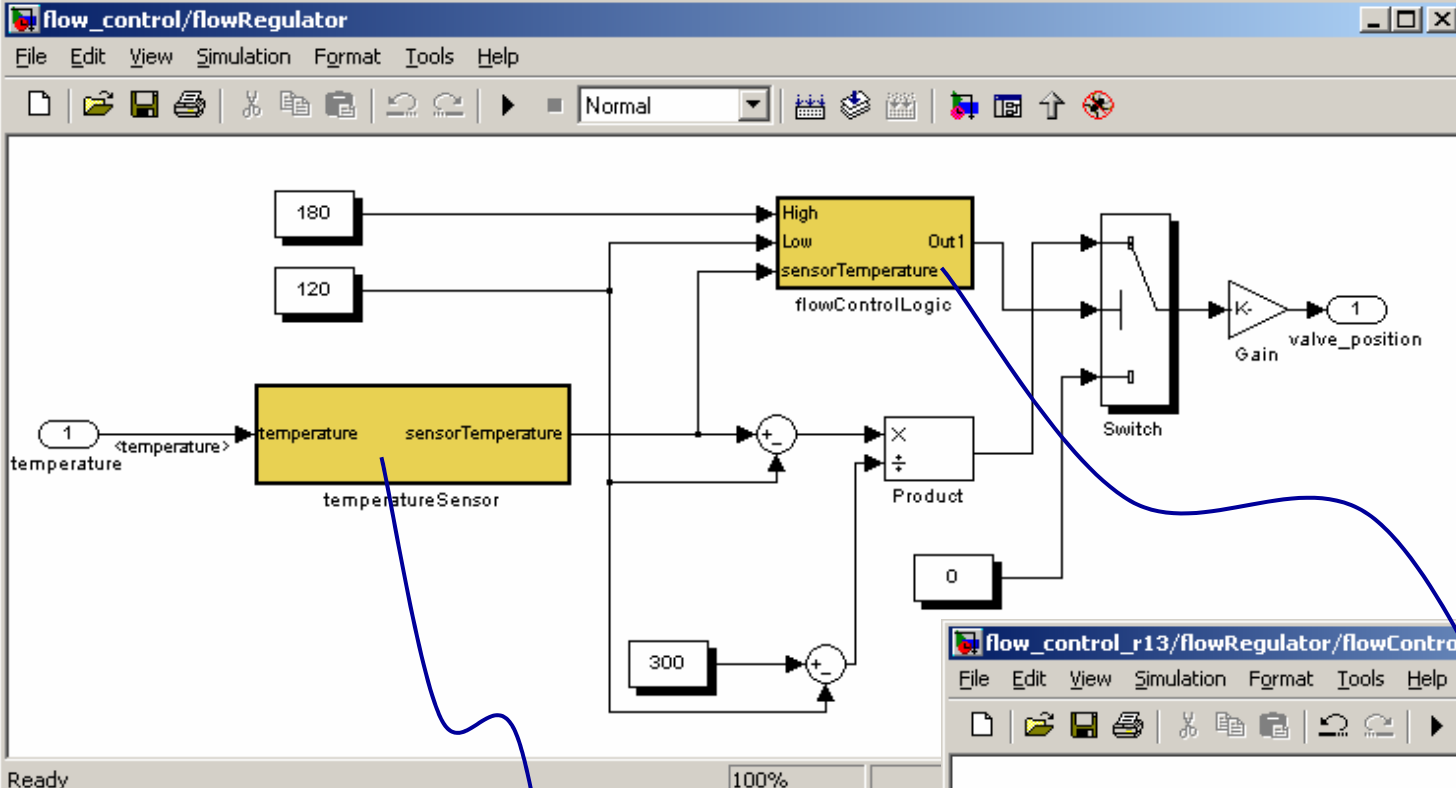 flow_control/flowRegulator
File Edit View Simulation Format Tools Help
Normal
180
High
Low
Out1
sensorTemperature
flowControlLogic
120
K-
Gain
1
valve_position
Switch
1
temperature
<temperature>
temperature
sensorTemperature
temperatureSensor
+
-
×
÷
Product
0
300
+
-
flow_control_r13/flowRegulator/flowContro
File Edit View Simulation Format Tools Help
Ready
100%